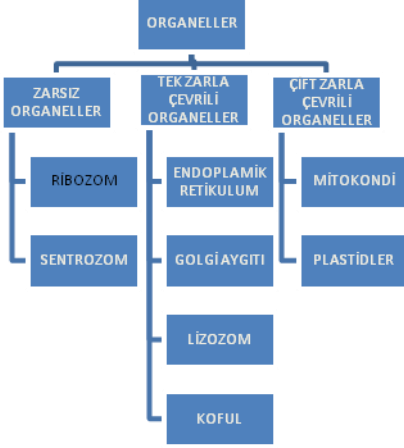 ORGANELLER
ZARSIZ
ORGANELLER
TEK ZARLA
ÇEVRİLİ
ORGANELLER
ÇİFT ZARLA
ÇEVRİLİ
ORGANELLER
RİBOZOM
SENTROZOM
ENDOPLAMİK
RETİKULUM
GOLGİ AYGITI
LİZOZOM
KOFUL
MİTOKONDİ
PLASTİDLER